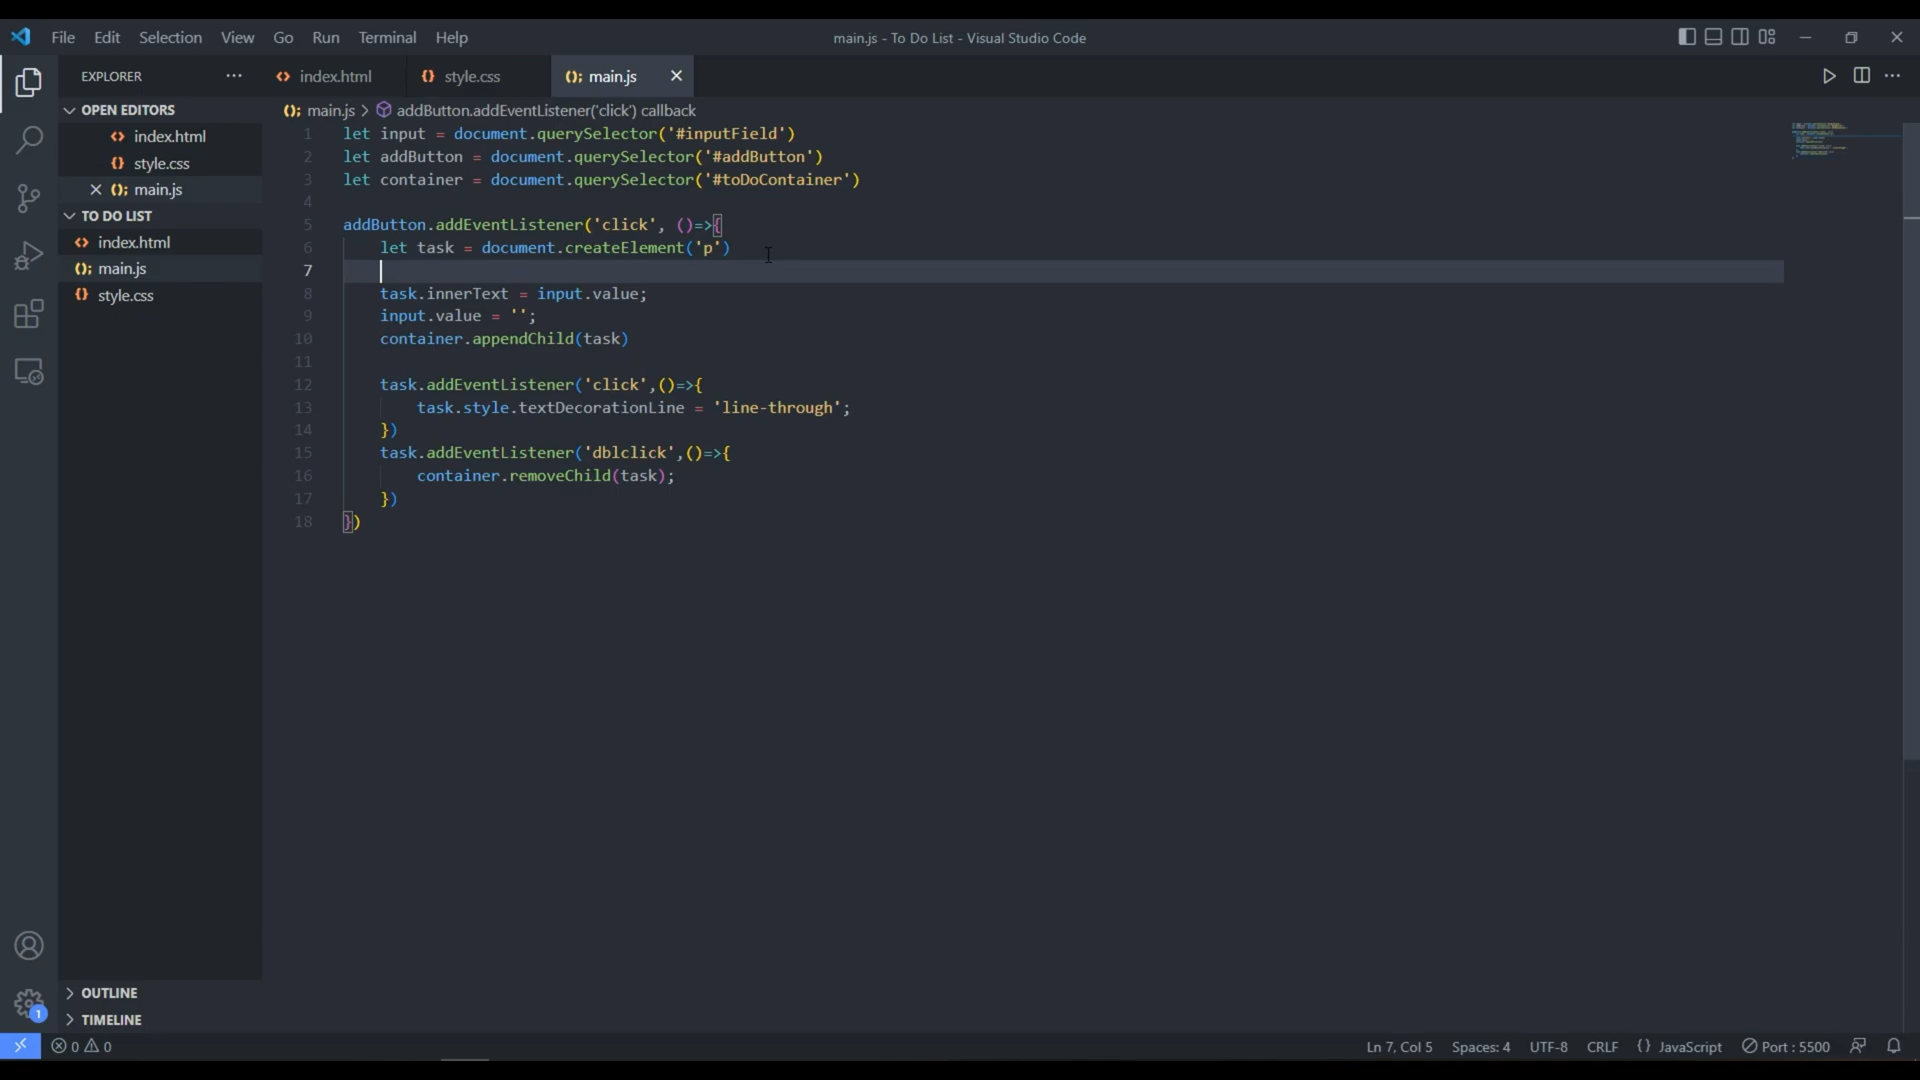 File Edit Selection View Go Run Terminal Help main.js - To Do List - Visual Studio Code
EXPLORER ··· index.html style.css main.js
OPEN EDITORS
index.html
style.css
main.js
TO DO LIST
index.html
main.js
style.css
main.js > addButton.addEventListener('click') callback
1 let input = document.querySelector('#inputField')
2 let addButton = document.querySelector('#addButton')
3 let container = document.querySelector('#toDoContainer')
4
5 addButton.addEventListener('click', ()=>{
6 let task = document.createElement('p')
7
8 task.innerText = input.value;
9 input.value = '';
10 container.appendChild(task)
11
12 task.addEventListener('click',()=>{
13 task.style.textDecorationLine = 'line-through';
14 })
15 task.addEventListener('dblclick',()=>{
16 container.removeChild(task);
17 })
18 })
OUTLINE
TIMELINE
1
0 0 Ln 7, Col 5 Spaces: 4 UTF-8 CRLF {} JavaScript Port : 5500